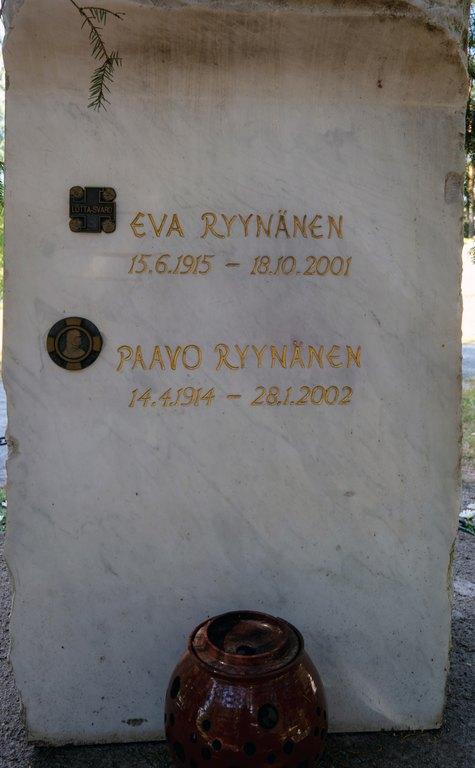 LOTTA-SVÄRD
EVA RYYNÄNEN
15.6.1915 – 18.10.2001
PAAVO RYYNÄNEN
14.4.1914 – 28.1.2002